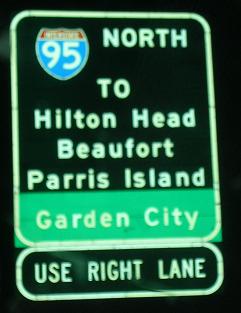 95 NORTH
TO
Hilton Head
Beaufort
Parris Island
Garden City
USE RIGHT LANE